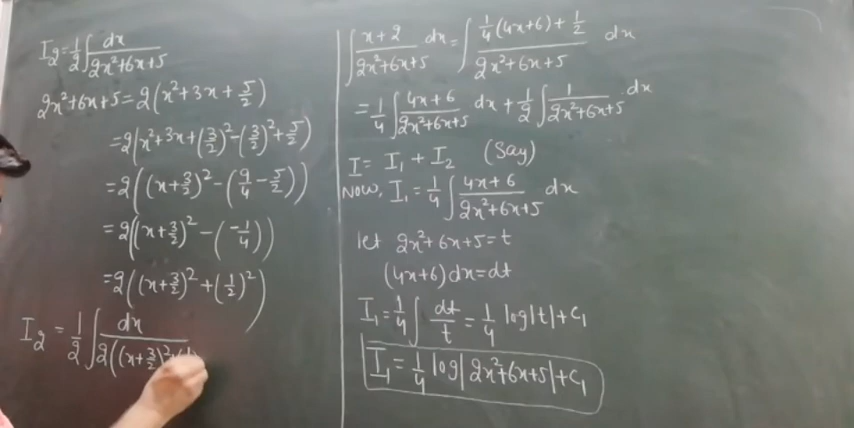 I₂ = 1/2 ∫ dx/(2x²+6x+5)
2x²+6x+5 = 2(x²+3x+5/2)
= 2(x²+3x+(3/2)²-(3/2)²+5/2)
= 2((x+3/2)²-(9/4-5/2))
= 2((x+3/2)²-(-1/4))
= 2((x+3/2)²+(1/2)²)
I₂ = 1/2 ∫ dx/2((x+3/2)²
∫ (x+2)/(2x²+6x+5) dx = ∫ (1/4(4x+6)+1/2)/(2x²+6x+5) dx
= 1/4 ∫ (4x+6)/(2x²+6x+5) dx + 1/2 ∫ 1/(2x²+6x+5) dx
I = I₁ + I₂ (Say)
Now, I₁ = 1/4 ∫ (4x+6)/(2x²+6x+5) dx
let 2x²+6x+5=t
(4x+6)dx=dt
I₁ = 1/4 ∫ dt/t = 1/4 log|t|+C₁
I₁ = 1/4 log|2x²+6x+5|+C₁